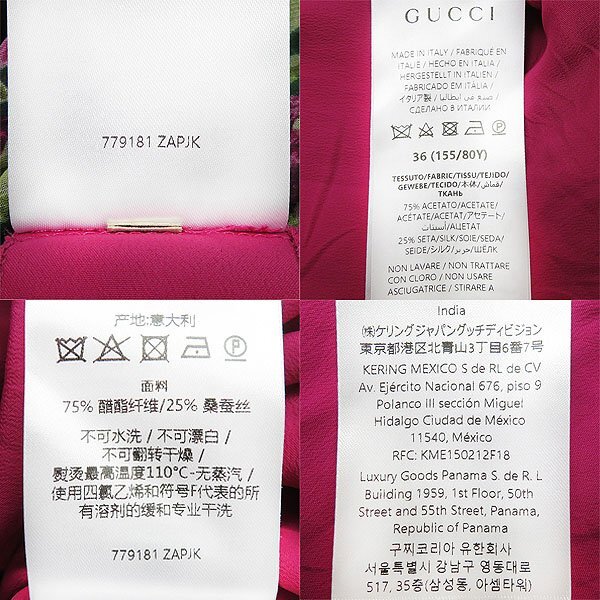 779181 ZAPJK
GUCCI
MADE IN ITALY / FABRIQUÉ EN
ITALIE / HECHO EN ITALIA /
HERGESTELLT IN ITALIEN /
FABRICADO EM ITÁLIA /
イタリア製 / صنع في ايطاليا /
СДЕЛАНО В ИТАЛИИ
36 (155/80Y)
TESSUTO/FABRIC/TISSU/TEJIDO/
GEWEBE/TECIDO/本体/قماش/
ТКАНЬ
75% ACETATO/ACETATE/
ACÉTATE/ACETAT/アセテート/
أسيتات/АЦЕТАТ
25% SETA/SILK/SOIE/SEDA/
SEIDE/シルク/حرير/ШЁЛК
NON LAVARE / NON TRATTARE
CON CLORO / NON USARE
ASCIUGATRICE / STIRARE A
产地:意大利
面料
75% 醋酯纤维/25% 桑蚕丝
不可水洗 / 不可漂白 /
不可翻转干燥 /
熨烫最高温度110℃-无蒸汽 /
使用四氯乙烯和符号F代表的所
有溶剂的缓和专业干洗
779181 ZAPJK
India
㈱ケリングジャパングッチディビジョン
東京都港区北青山3丁目6番7号
KERING MEXICO S de RL de CV
Av. Ejército Nacional 676, piso 9
Polanco III sección Miguel
Hidalgo Ciudad de México
11540, México
RFC: KME150212F18
Luxury Goods Panama S. de R. L
Building 1959, 1st Floor, 50th
Street and 55th Street, Panama,
Republic of Panama
구찌코리아 유한회사
서울특별시 강남구 영동대로
517, 35층(삼성동, 아셈타워)